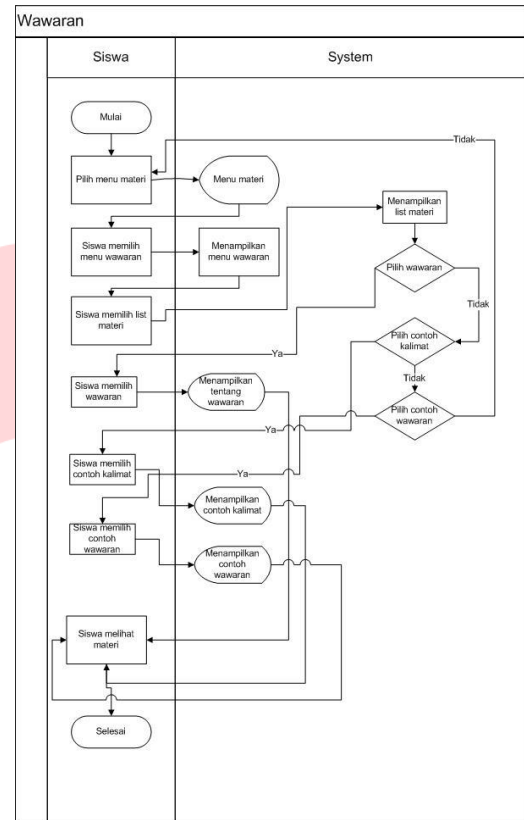 Wawaran
Siswa
System
Mulai
Tidak
Pilih menu materi
Menu materi
Menampilkan
list materi
Siswa memilih
menu wawaran
Menampilkan
menu wawaran
Pilih wawaran
Tidak
Siswa memilih list
materi
Pilih contoh
kalimat
Ya
Tidak
Siswa memilih
wawaran
Menampilkan
tentang
wawaran
Pilih contoh
wawaran
Ya
Siswa memilih
contoh kalimat
Ya
Menampilkan
contoh kalimat
Siswa memilih
contoh
wawaran
Menampilkan
contoh
wawaran
Siswa melihat
materi
Selesai